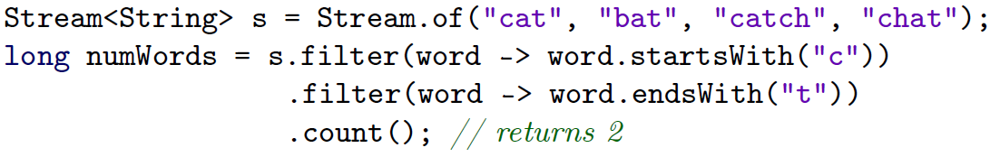 Stream<String> s = Stream.of("cat", "bat", "catch", "chat");
long numWords = s.filter(word -> word.startsWith("c"))
.filter(word -> word.endsWith("t"))
.count(); // returns 2